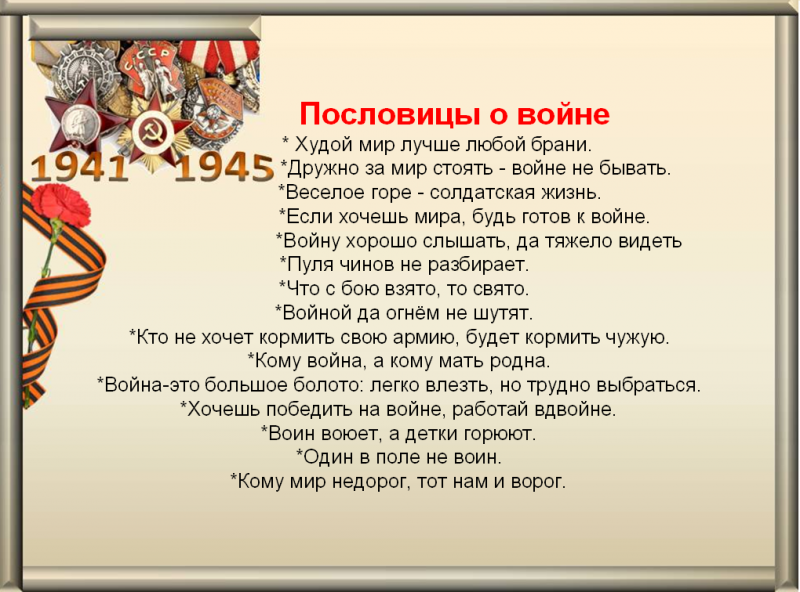 СССР
1941 1945
Пословицы о войне
* Худой мир лучше любой брани.
*Дружно за мир стоять - войне не бывать.
*Веселое горе - солдатская жизнь.
*Если хочешь мира, будь готов к войне.
*Войну хорошо слышать, да тяжело видеть
*Пуля чинов не разбирает.
*Что с бою взято, то свято.
*Войной да огнём не шутят.
*Кто не хочет кормить свою армию, будет кормить чужую.
*Кому война, а кому мать родна.
*Война-это большое болото: легко влезть, но трудно выбраться.
*Хочешь победить на войне, работай вдвойне.
*Воин воюет, а детки горюют.
*Один в поле не воин.
*Кому мир недорог, тот нам и ворог.